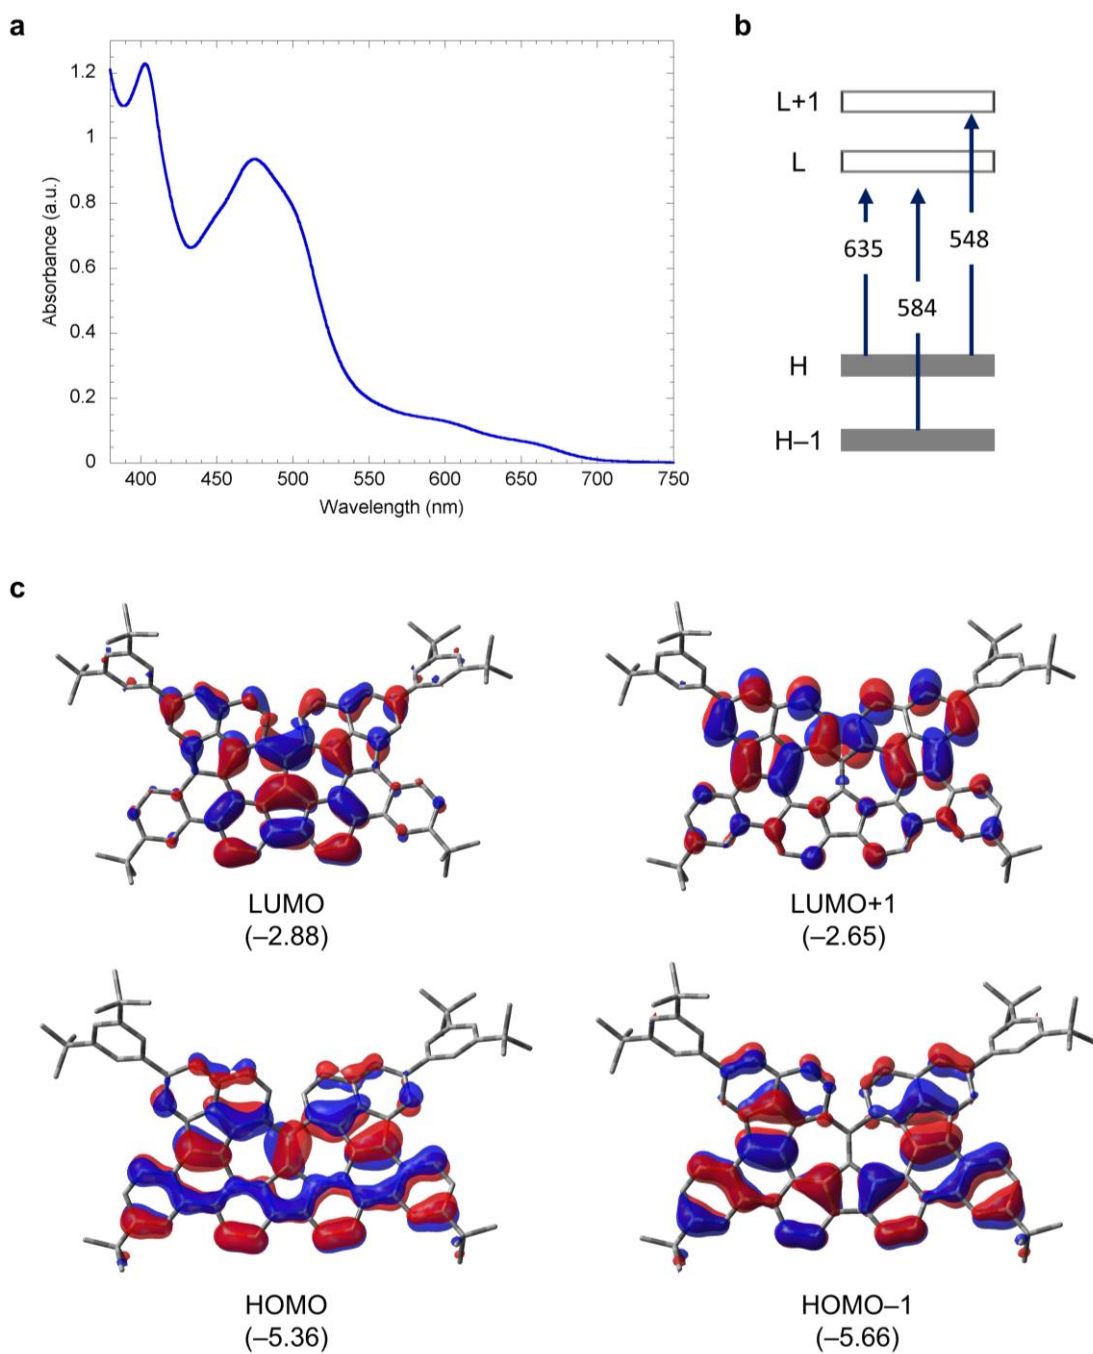 a
b
1.2
1
0.8
0.6
0.4
0.2
0
Absorbance (a.u.)
400 450 500 550 600 650 700 750
Wavelength (nm)
L+1
L
635
548
584
H
H–1
c
LUMO
(–2.88)
LUMO+1
(–2.65)
HOMO
(–5.36)
HOMO–1
(–5.66)